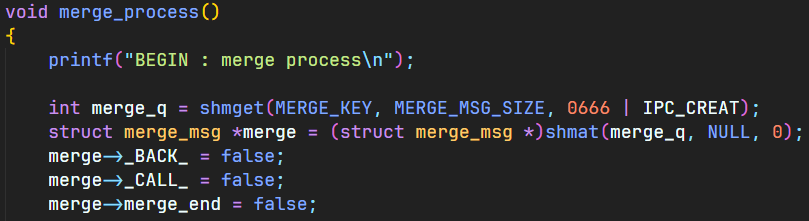 void merge_process()
{
    printf("BEGIN : merge process\n");
    int merge_q = shmget(MERGE_KEY, MERGE_MSG_SIZE, 0666 | IPC_CREAT);
    struct merge_msg *merge = (struct merge_msg *)shmat(merge_q, NULL, 0);
    merge->_BACK_ = false;
    merge->_CALL_ = false;
    merge->merge_end = false;